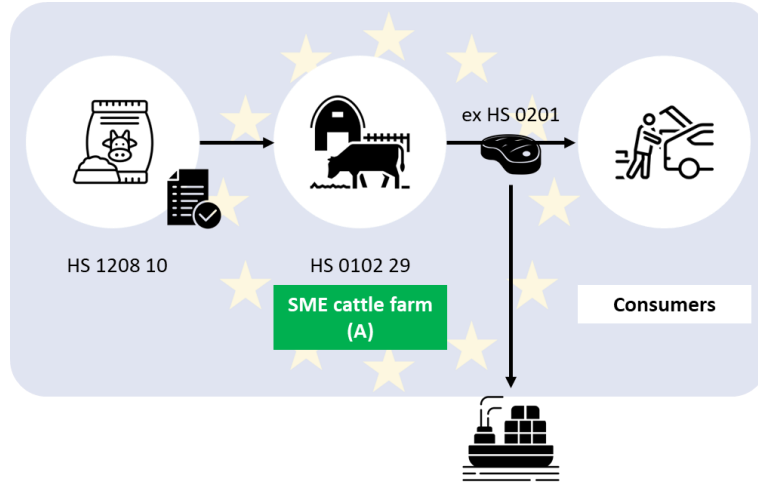 ex HS 0201
HS 1208 10
HS 0102 29
SME cattle farm
(A)
Consumers